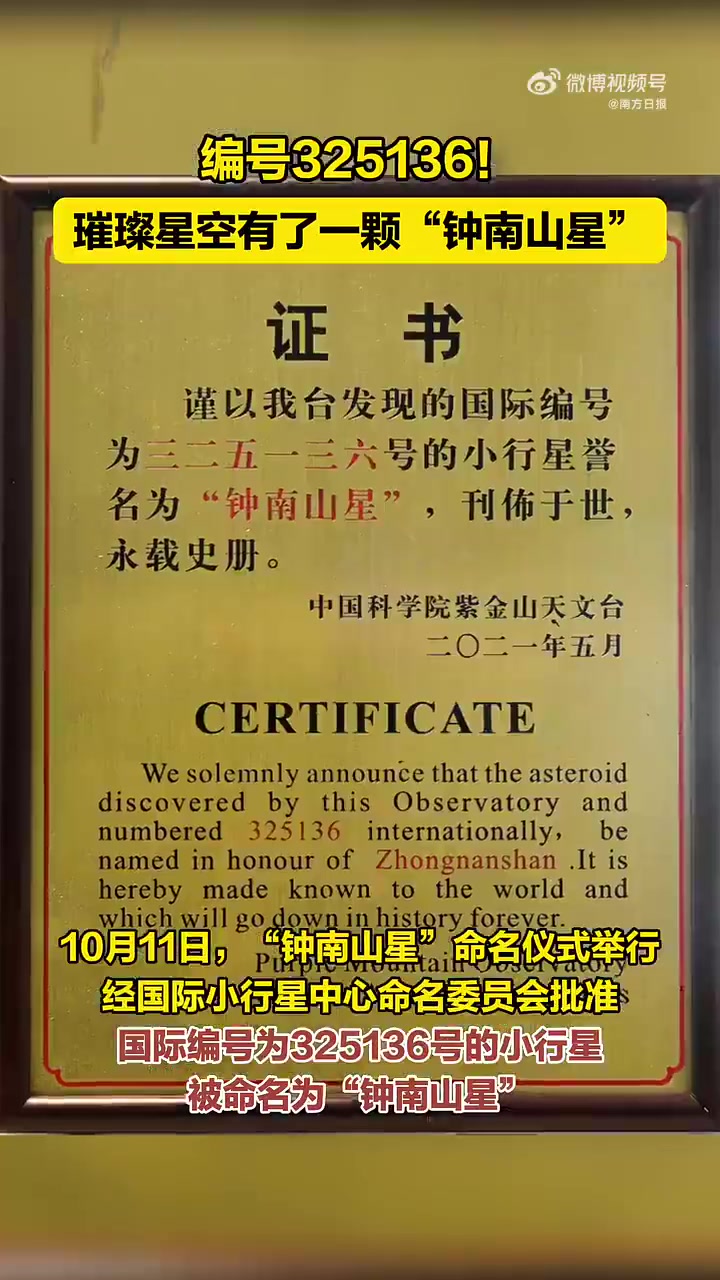 微博视频号
@南方日报
编号325136!
璀璨星空有了一颗“钟南山星”
证 书
谨以我台发现的国际编号
为三二五一三六号的小行星誉
名为“钟南山星”，刊佈于世，
永载史册。
中国科学院紫金山天文台
二〇二一年五月
CERTIFICATE
We solemnly announce that the asteroid
discovered by this Observatory and
numbered 325136 internationally, be
named in honour of Zhongnanshan .It is
hereby made known to the world and
which will go down in history forever.
Purple Mountain Observatory
10月11日，“钟南山星”命名仪式举行
经国际小行星中心命名委员会批准
国际编号为325136号的小行星
被命名为“钟南山星”